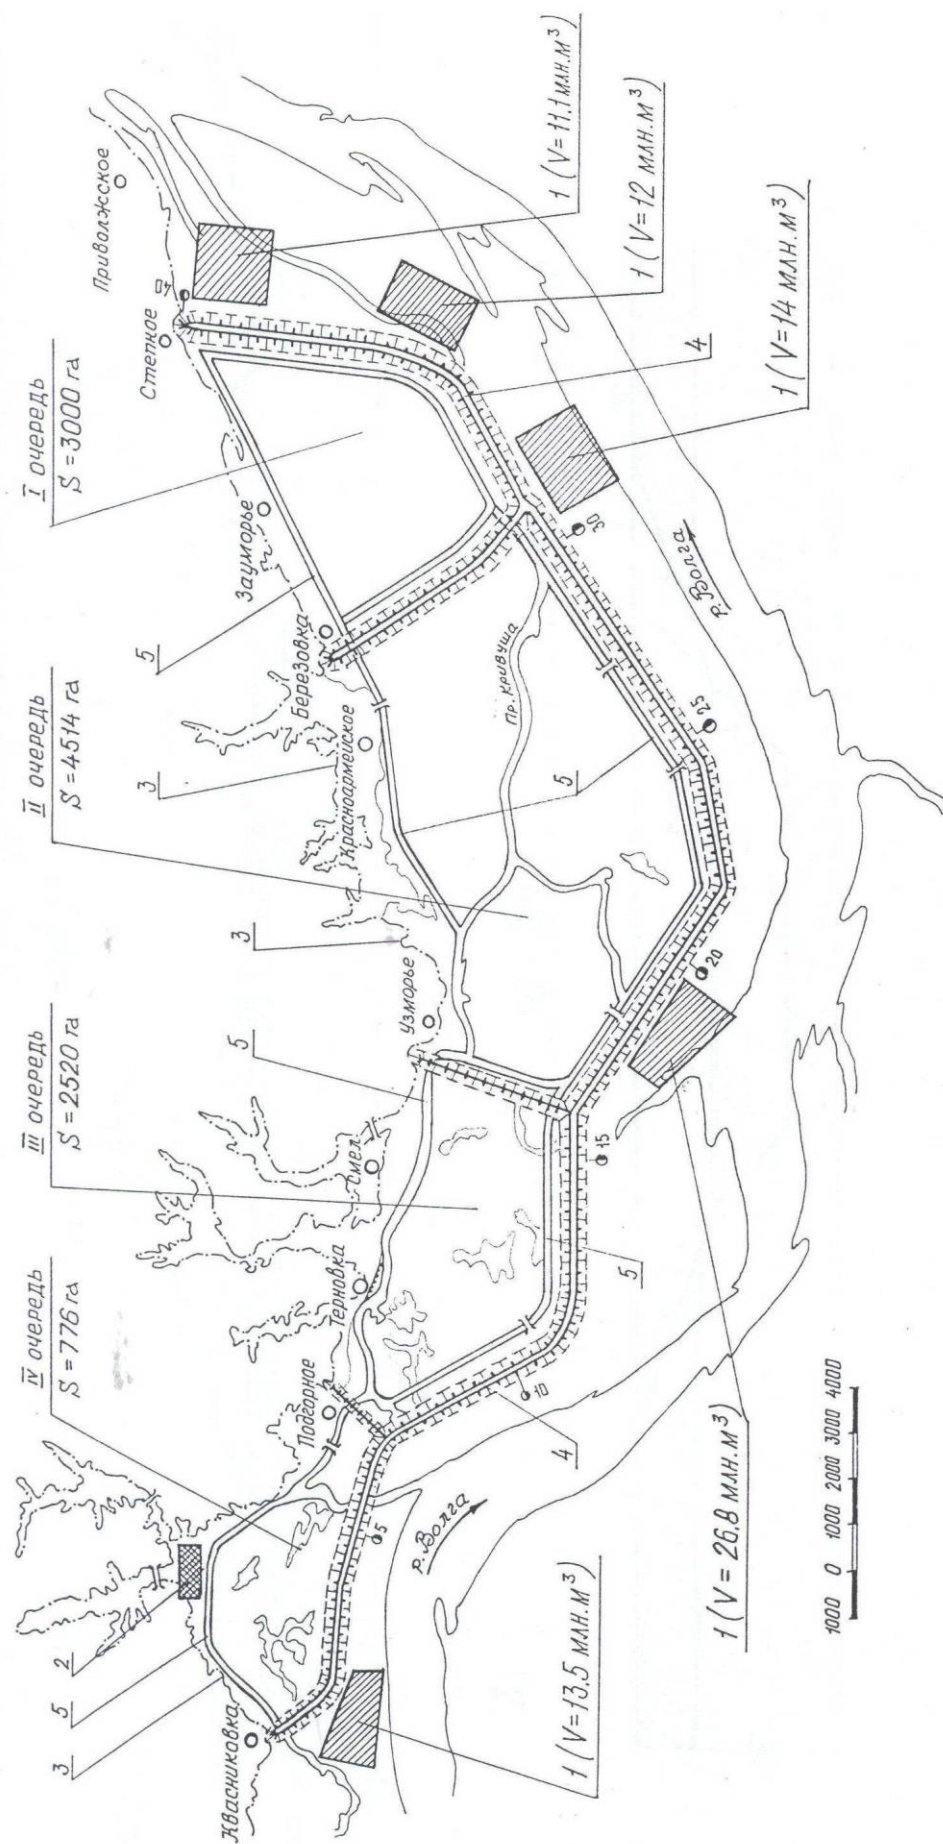 IV очередь
S = 776 га
III очередь
S = 2520 га
II очередь
S = 4514 га
I очередь
S = 3000 га
3
5
2
5
3
3
5
Квасниковка
Подгорное
Терновка
Смел
Узморье
Красноармейское
Березовка
Зауморье
Степное
Приволжское
40
Пр. Кривуша
5
5
10
5
15
20
25
30
4
4
р. Волга
р. Волга
1 (V=13,5 млн.м³)
1 (V=26,8 млн.м³)
1 (V=14 млн.м³)
1 (V=12 млн.м³)
1 (V=11,1 млн.м³)
1000 0 1000 2000 3000 4000